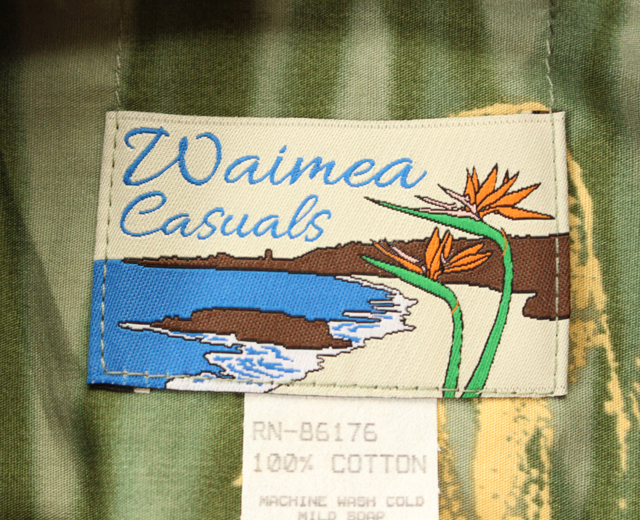 Waimea
Casuals
RN-86176
100% COTTON
MACHINE WASH COLD
MILD SOAP